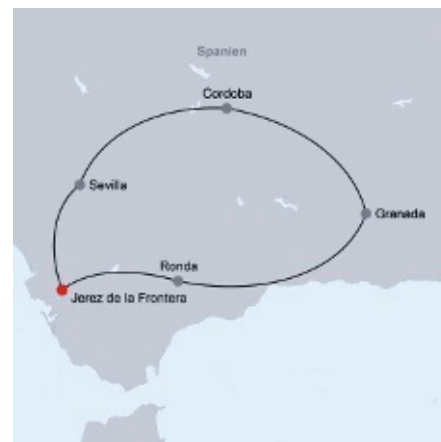 Spanien
Cordoba
Sevilla
Granada
Ronda
Jerez de la Frontera